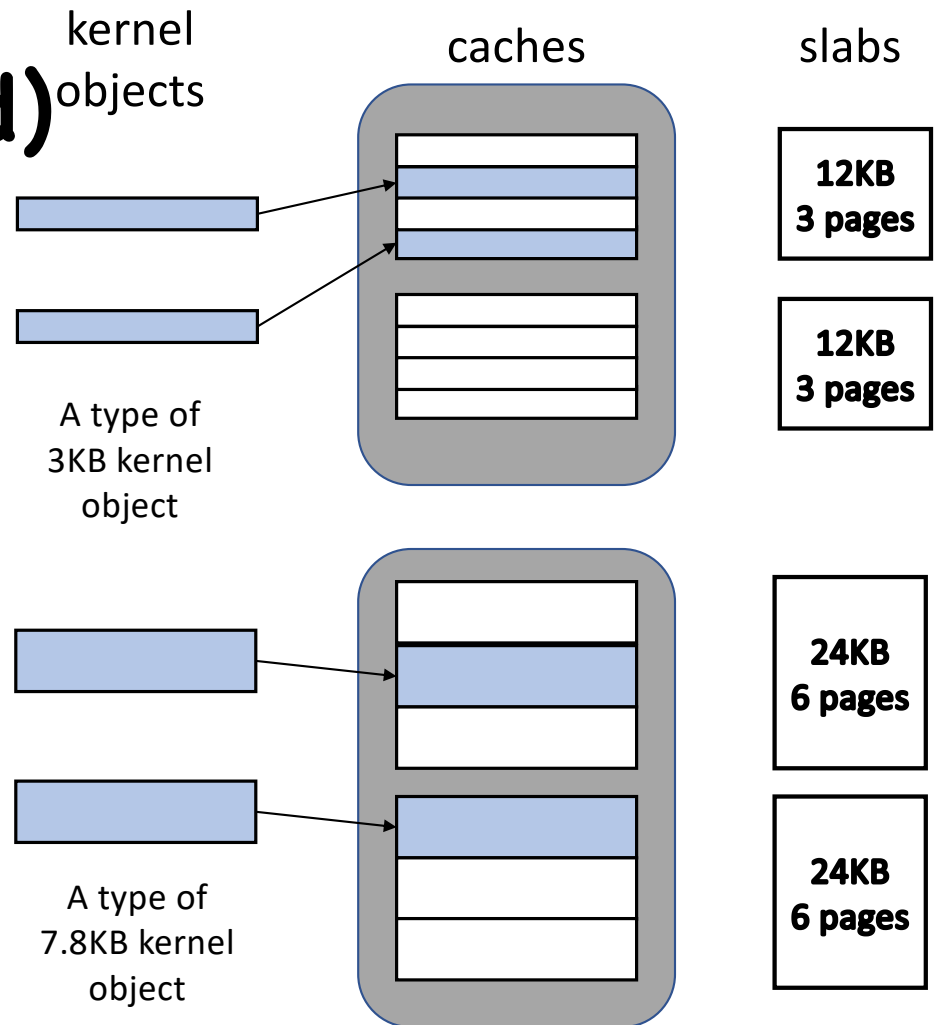 kernel
objects
d)
caches
slabs
12KB
3 pages
12KB
3 pages
A type of
3KB kernel
object
24KB
6 pages
24KB
6 pages
A type of
7.8KB kernel
object